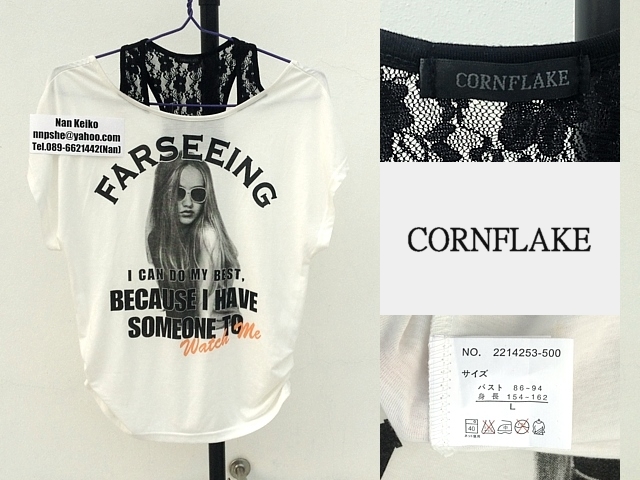 Nan Keiko
nnpshe@yahoo.com
Tel.089-6621442(Nan)
FARSEEING
I CAN DO MY BEST,
BECAUSE I HAVE
SOMEONE TO
Watch Me
CORNFLAKE
CORNFLAKE
NO. 2214253-500
サイズ
バスト 86-94
身長 154-162
L